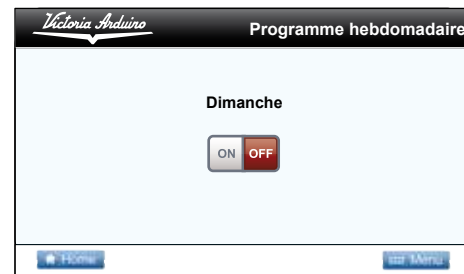 Victoria Arduino
Programme hebdomadaire
Dimanche
ON OFF
Home
Menu